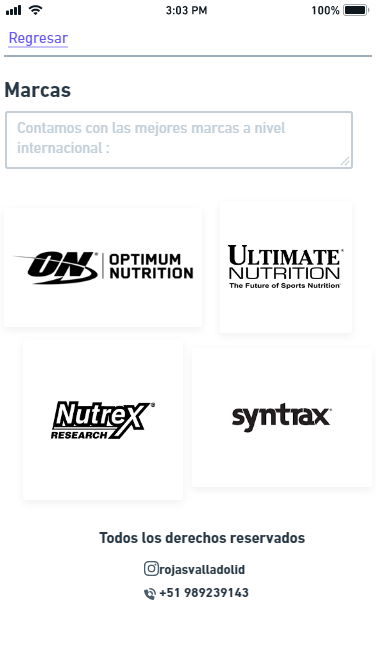 3:03 PM
100%
Regresar
Marcas
Contamos con las mejores marcas a nivel
internacional :
ON® | OPTIMUM
NUTRITION
ULTIMATE®
NUTRITION
The Future of Sports Nutrition®
Nutrex®
RESEARCH
syntrax®
Todos los derechos reservados
rojasvalladolid
+51 989239143